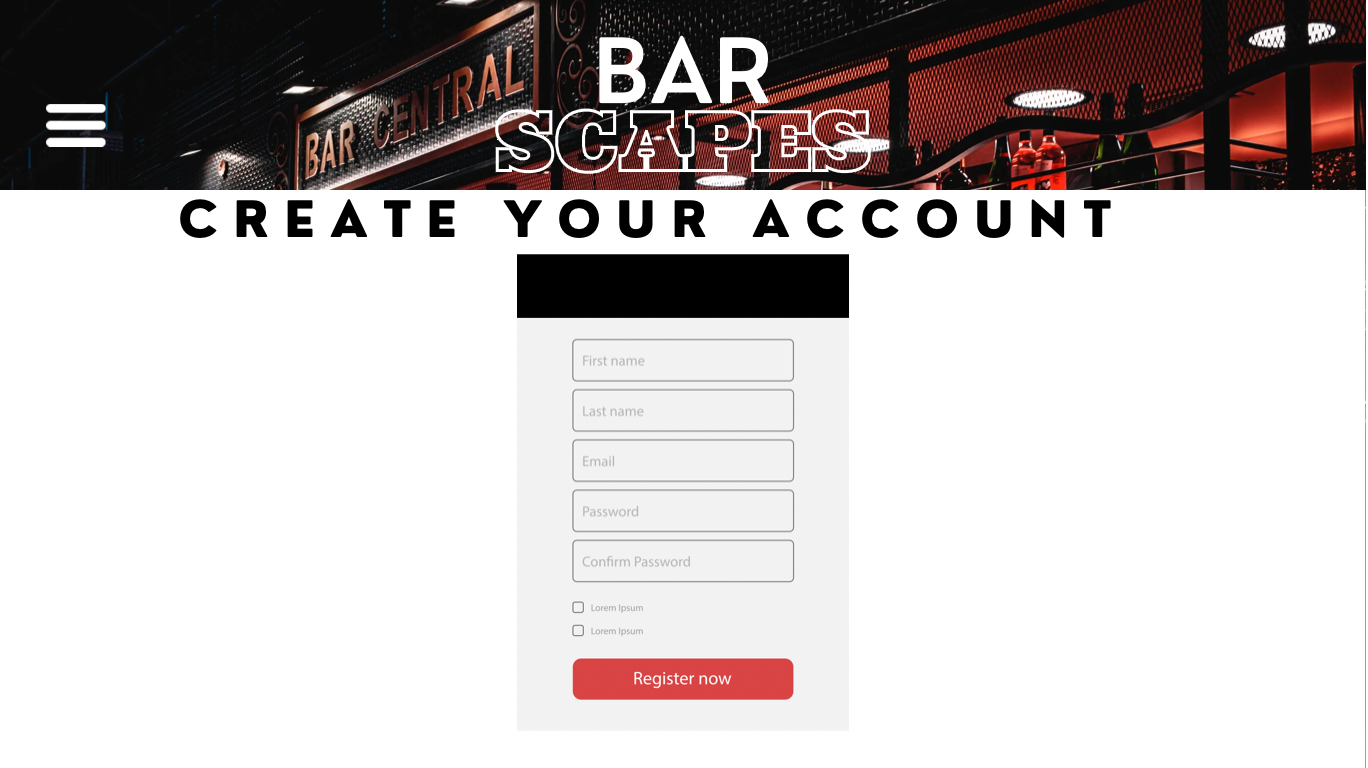 BAR CENTRAL
BAR
SCAPES
CREATE YOUR ACCOUNT
First name
Last name
Email
Password
Confirm Password
Lorem Ipsum
Lorem Ipsum
Register now